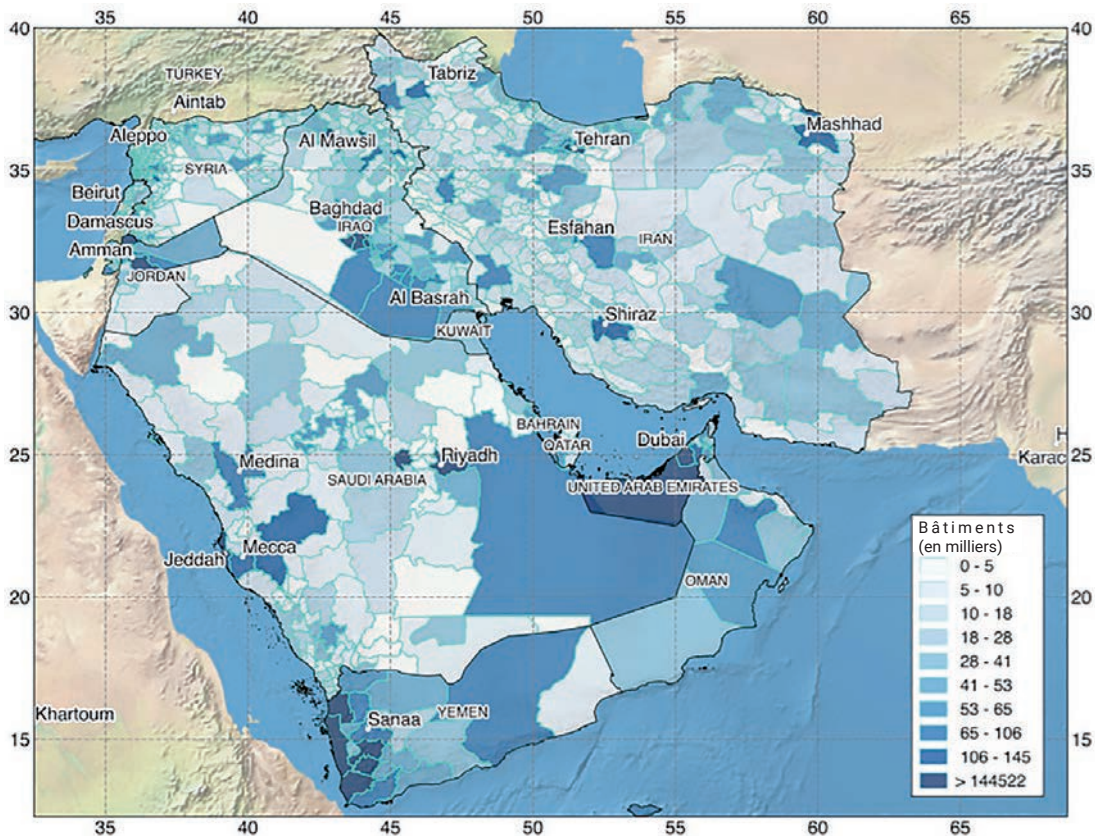 35 40 45 50 55 60 65
40 40
TURKEY
Tabriz
Aintab
Aleppo
Al Mawsil
Tehran
Mashhad
35 35
SYRIA
Beirut
Baghdad
Damascus
IRAQ
Esfahan
IRAN
Amman
JORDAN
Al Basrah
30 30
KUWAIT
Shiraz
BAHRAIN
QATAR
Dubai
H
25 25
Medina
Riyadh
Karac
SAUDI ARABIA
UNITED ARAB EMIRATES
Jeddah
Mecca
OMAN
20 20
Khartoum
Sanaa
YEMEN
15 15
Bâtiments
(en milliers)
0 - 5
5 - 10
10 - 18
18 - 28
28 - 41
41 - 53
53 - 65
65 - 106
106 - 145
> 144522
35 40 45 50 55 60 65